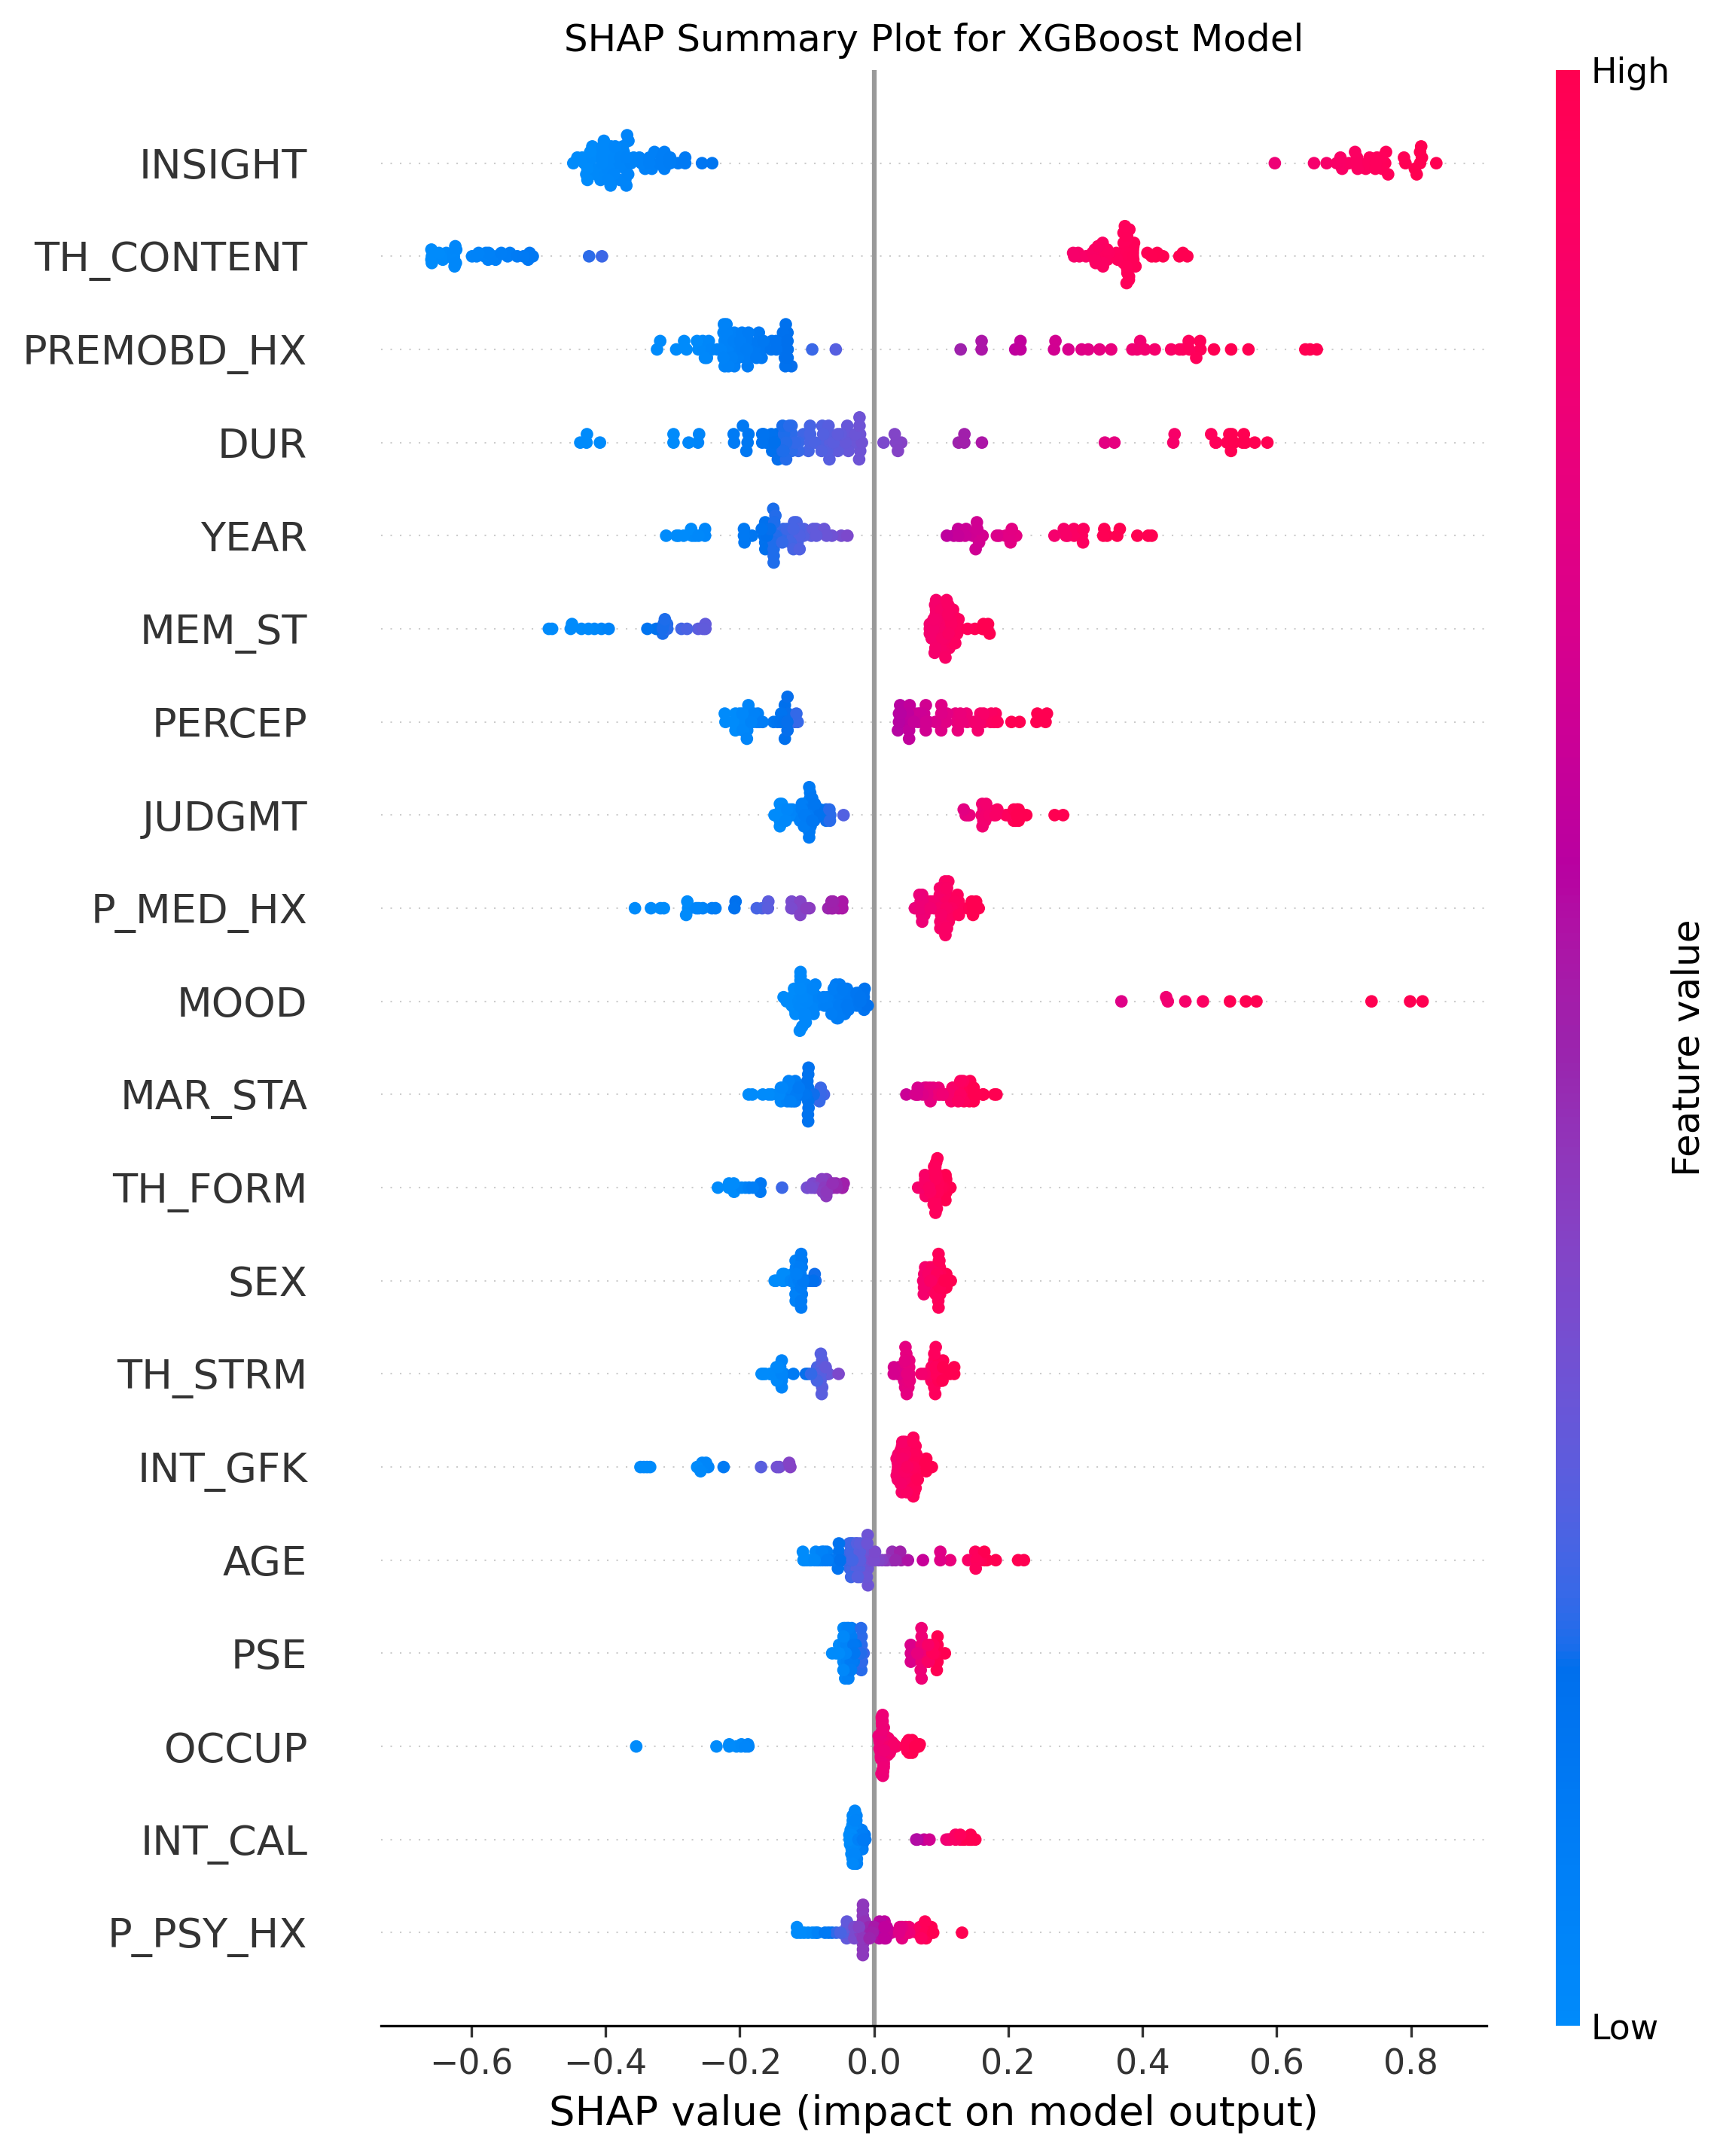 SHAP Summary Plot for XGBoost Model
High
INSIGHT
TH_CONTENT
PREMOBD_HX
DUR
YEAR
MEM_ST
PERCEP
JUDGMT
P_MED_HX
MOOD
MAR_STA
TH_FORM
SEX
TH_STRM
INT_GFK
AGE
PSE
OCCUP
INT_CAL
P_PSY_HX
Feature value
Low
−0.6 −0.4 −0.2 0.0 0.2 0.4 0.6 0.8
SHAP value (impact on model output)